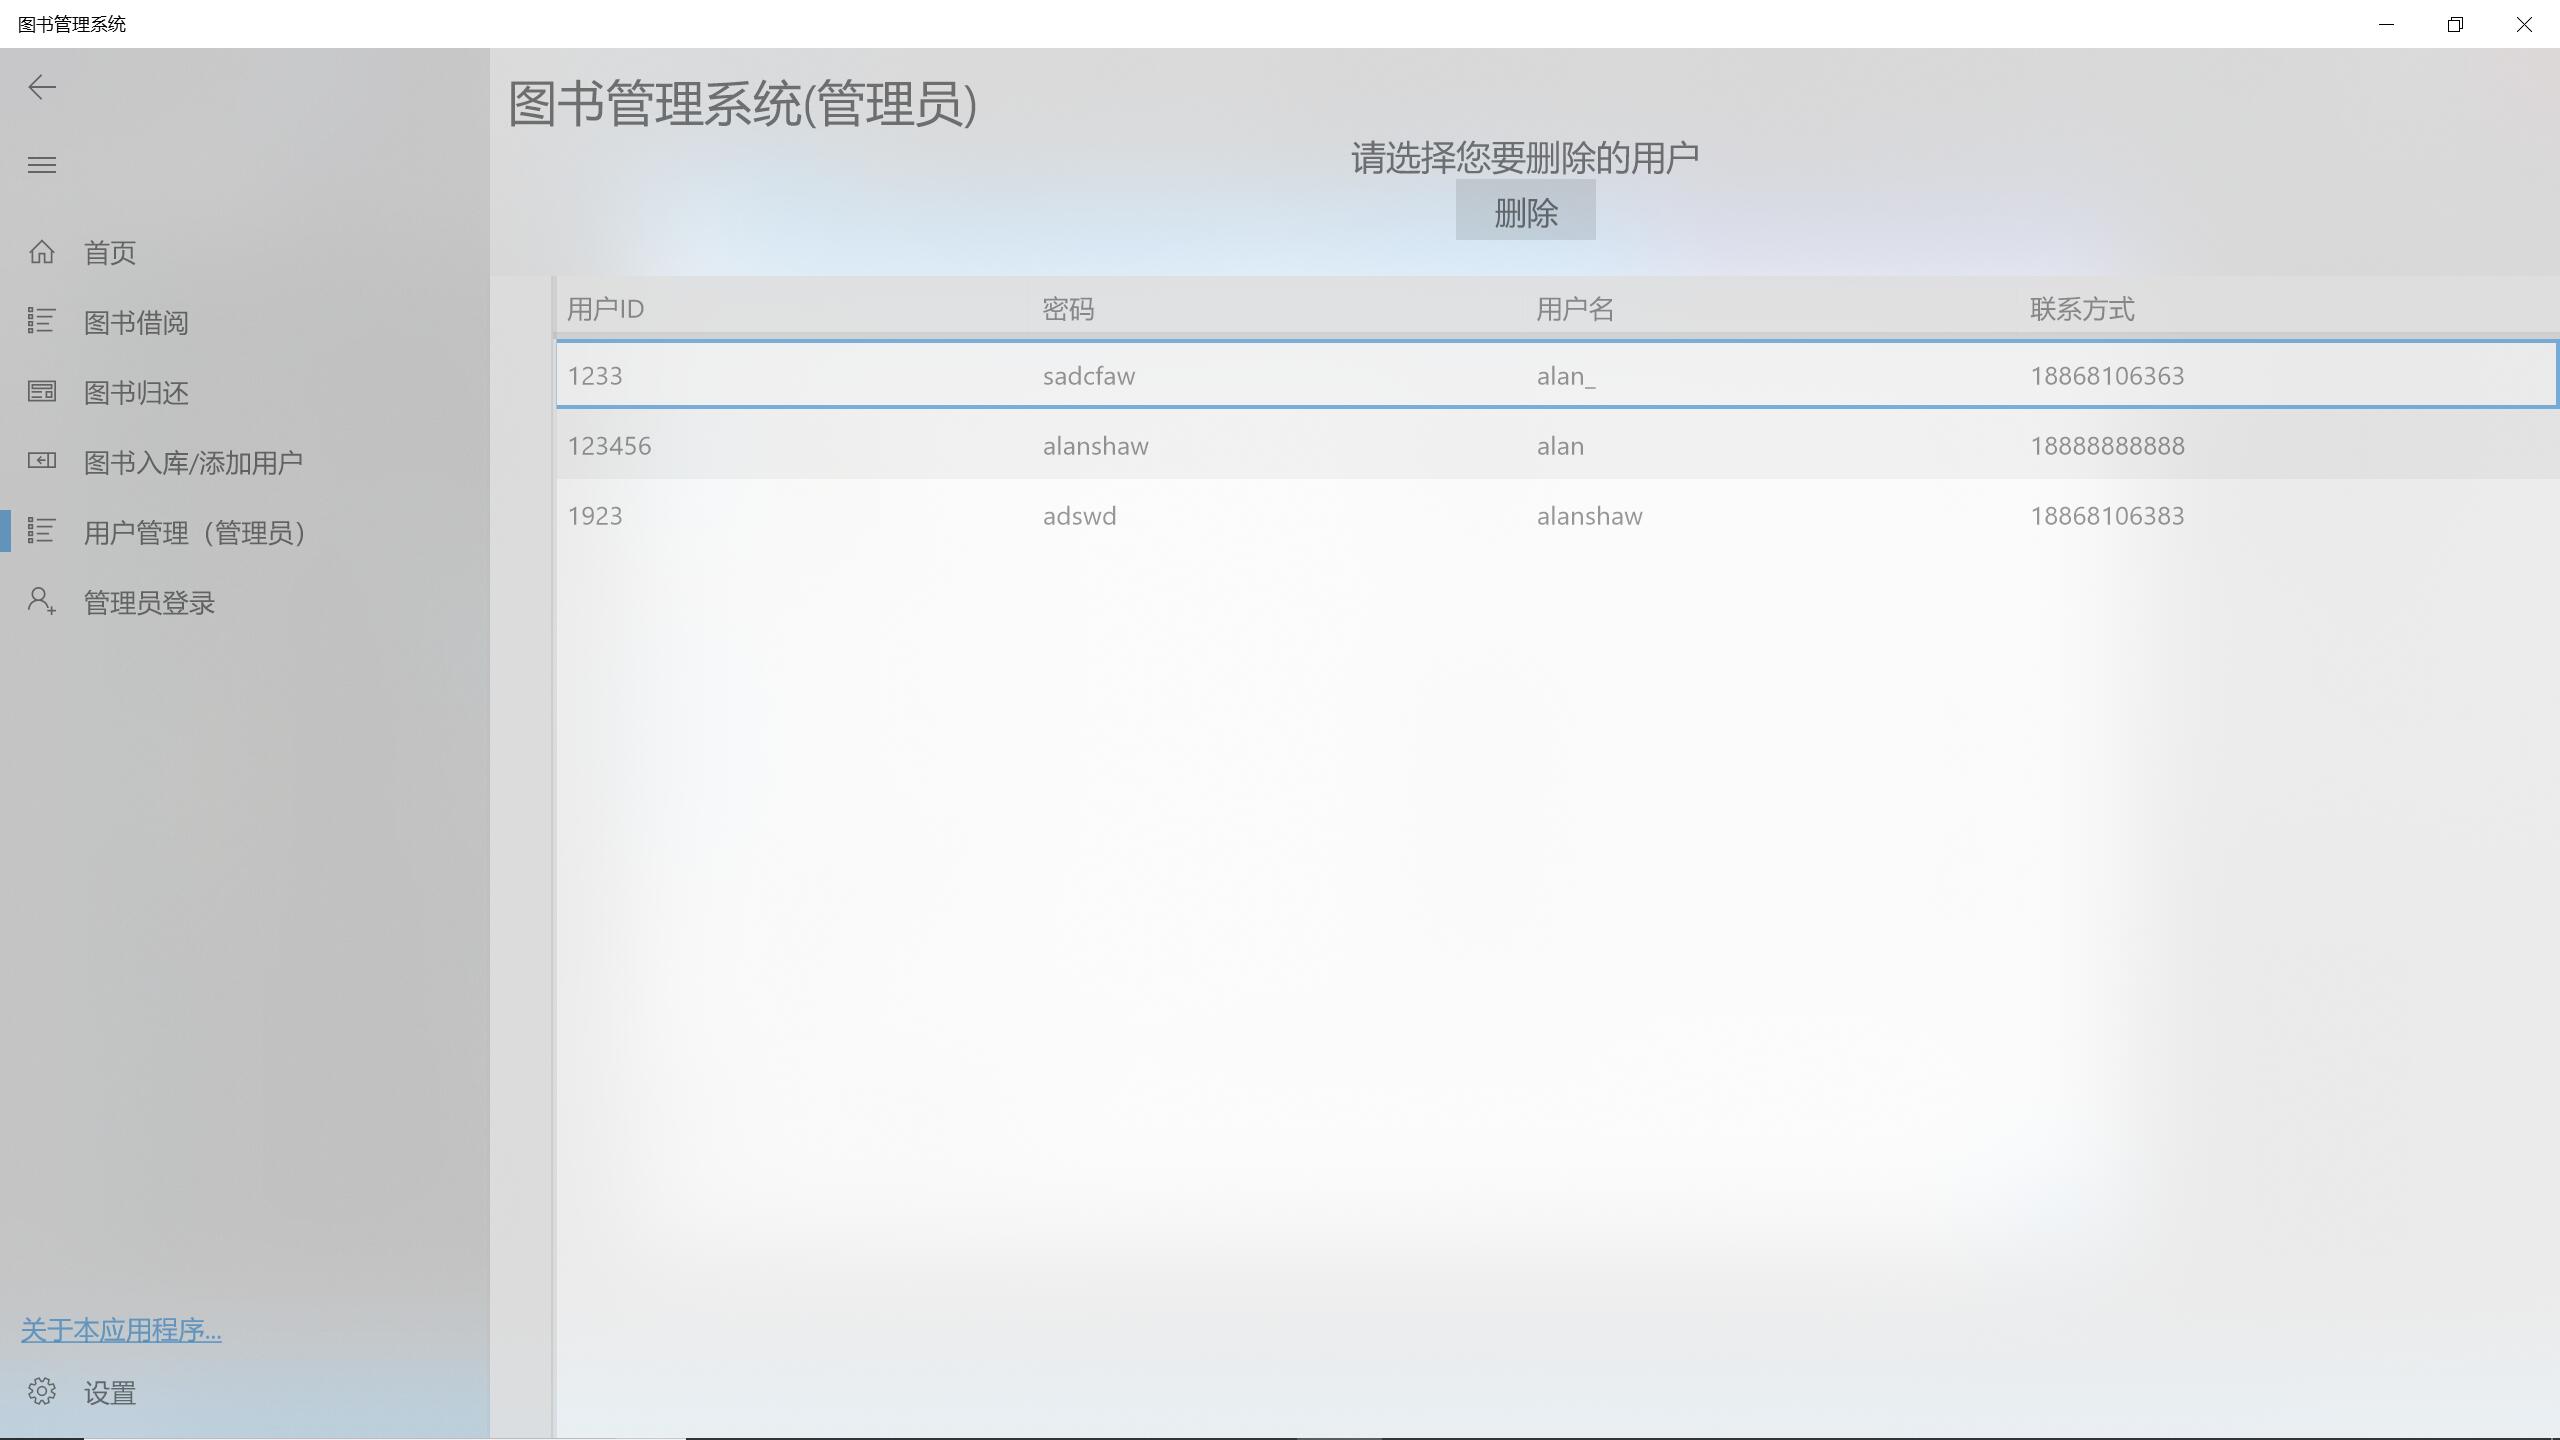 图书管理系统
首页
图书借阅
图书归还
图书入库/添加用户
用户管理（管理员）
管理员登录
关于本应用程序...
设置
图书管理系统(管理员)
请选择您要删除的用户
删除
用户ID 密码 用户名 联系方式
1233 sadcfaw alan_ 18868106363
123456 alanshaw alan 18888888888
1923 adswd alanshaw 18868106383